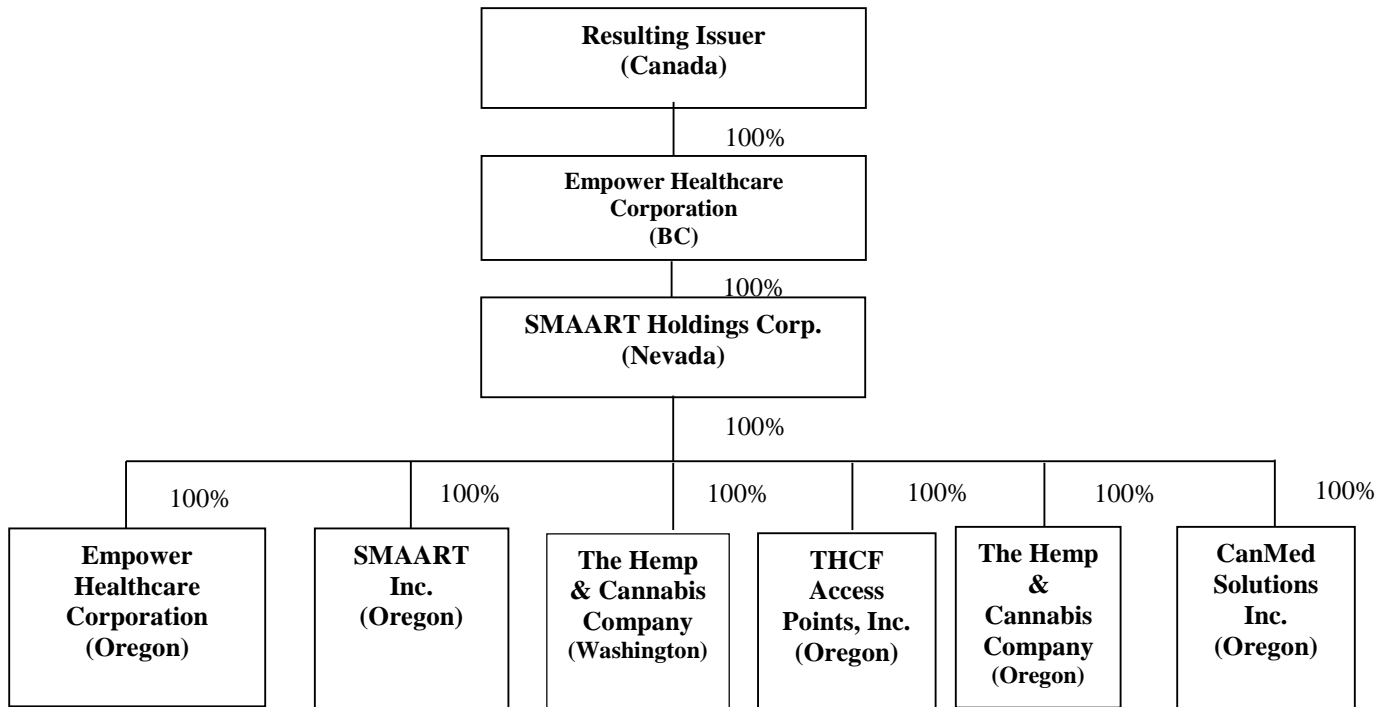 Resulting Issuer
(Canada)
100%
Empower Healthcare
Corporation
(BC)
100%
SMAART Holdings Corp.
(Nevada)
100%
100%
100%
100%
100%
100%
100%
Empower
Healthcare
Corporation
(Oregon)
SMAART
Inc.
(Oregon)
The Hemp
& Cannabis
Company
(Washington)
THCF
Access
Points, Inc.
(Oregon)
The Hemp
&
Cannabis
Company
(Oregon)
CanMed
Solutions
Inc.
(Oregon)